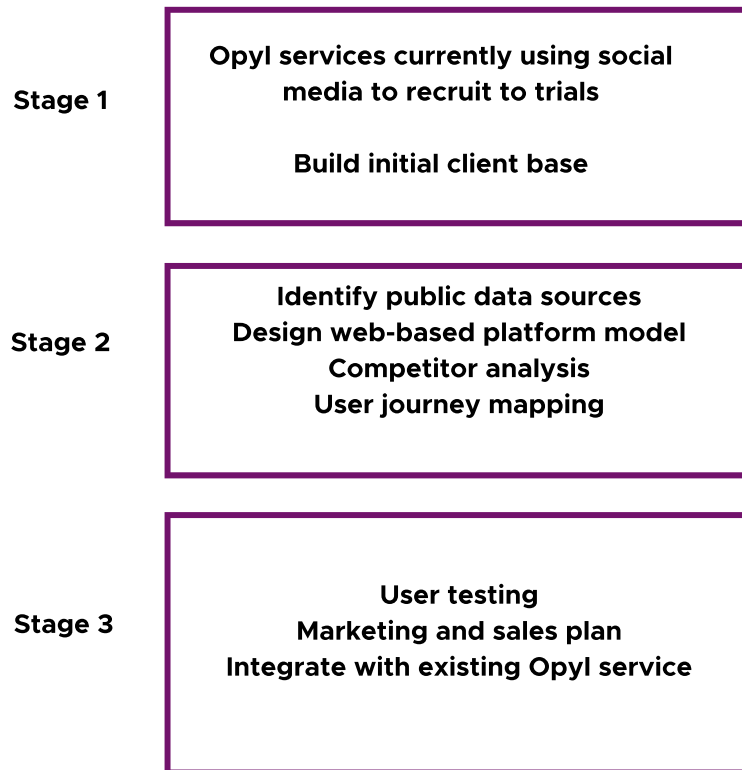 Stage 1
Opyl services currently using social
media to recruit to trials
Build initial client base
Stage 2
Identify public data sources
Design web-based platform model
Competitor analysis
User journey mapping
Stage 3
User testing
Marketing and sales plan
Integrate with existing Opyl service